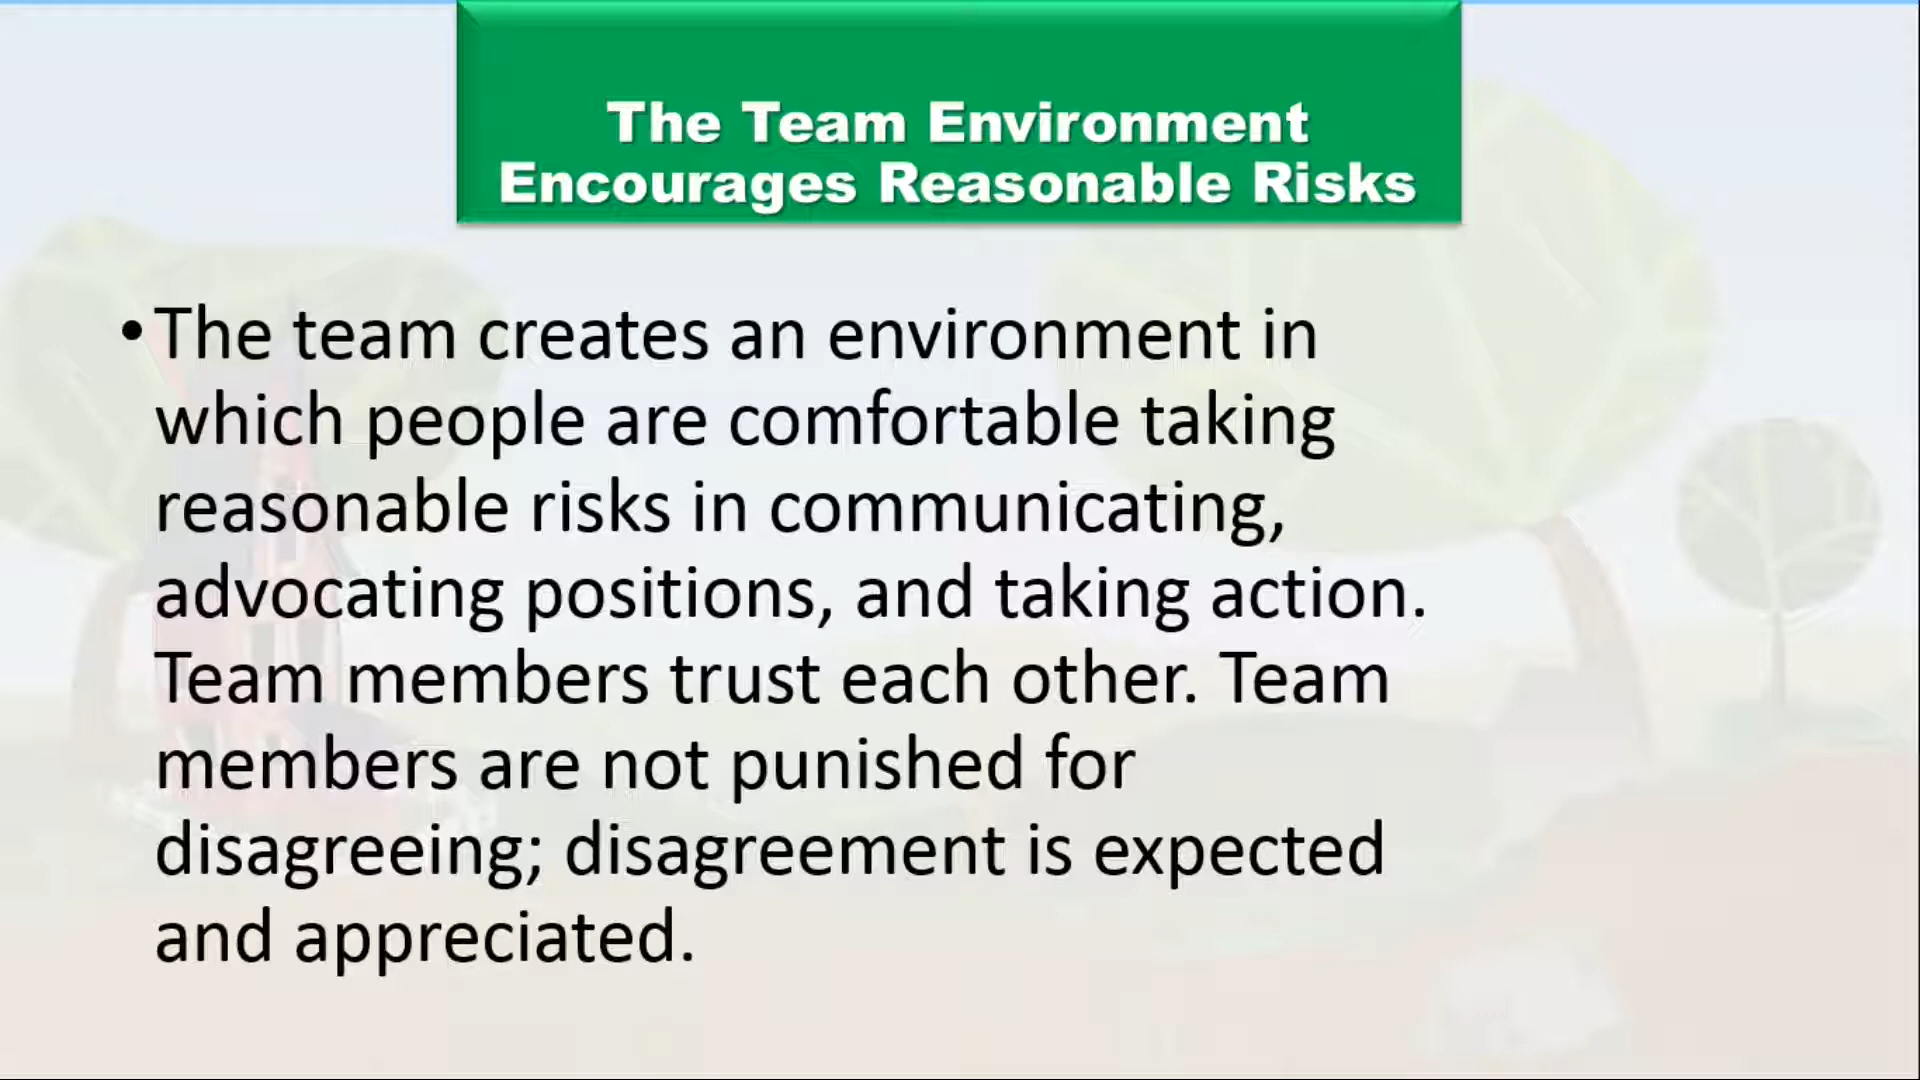 The Team Environment
Encourages Reasonable Risks
• The team creates an environment in
which people are comfortable taking
reasonable risks in communicating,
advocating positions, and taking action.
Team members trust each other. Team
members are not punished for
disagreeing; disagreement is expected
and appreciated.